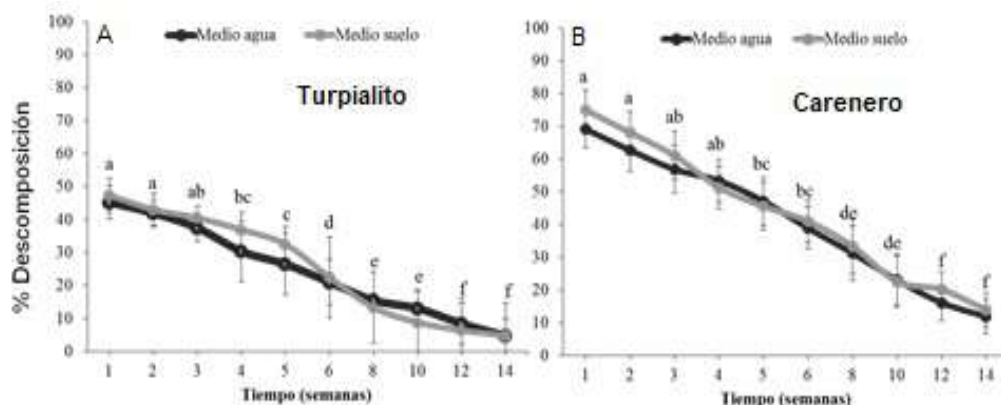 A
Medio agua
Medio suelo
Turpialito
% Descomposición
100
90
80
70
60
50
40
30
20
10
0
a
a
ab
bc
c
d
e
e
f
f
1 2 3 4 5 6 8 10 12 14
Tiempo (semanas)
B
Medio agua
Medio suelo
Carenero
100
90
80
70
60
50
40
30
20
10
0
a
a
ab
ab
bc
bc
de
de
f
f
1 2 3 4 5 6 8 10 12 14
Tiempo (semanas)